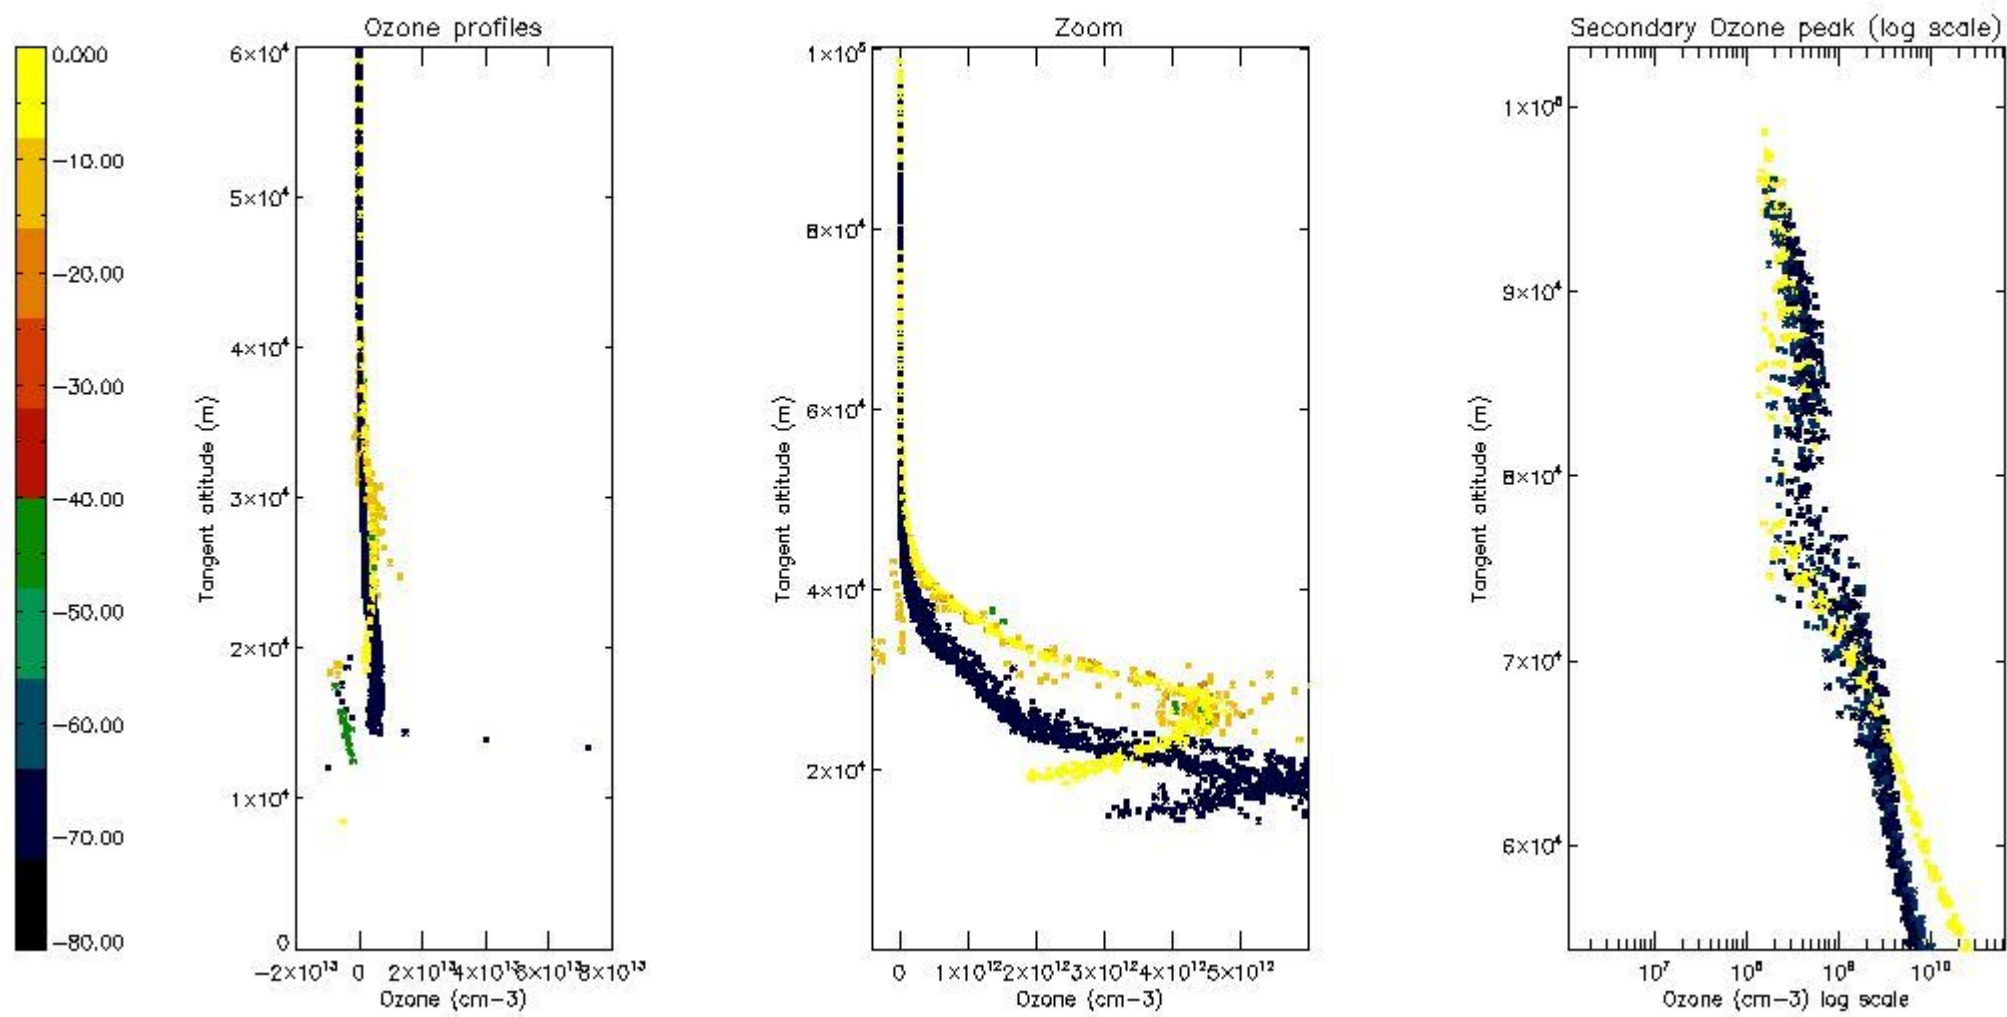 Ozone profiles
Zoom
Secondary Ozone peak (log scale)
0.000
−10.00
−20.00
−30.00
−40.00
−50.00
−60.00
−70.00
−80.00
6×10⁴
5×10⁴
4×10⁴
3×10⁴
2×10⁴
1×10⁴
0
Tangent altitude (m)
−2×10¹³ 0 2×10¹³ 4×10¹³ 6×10¹³ 8×10¹³
Ozone (cm−3)
1×10⁵
8×10⁴
6×10⁴
4×10⁴
2×10⁴
Tangent altitude (m)
0 1×10¹² 2×10¹² 3×10¹² 4×10¹² 5×10¹²
Ozone (cm−3)
1×10⁵
9×10⁴
8×10⁴
7×10⁴
6×10⁴
Tangent altitude (m)
10⁷ 10⁸ 10⁹ 10¹⁰
Ozone (cm−3) log scale